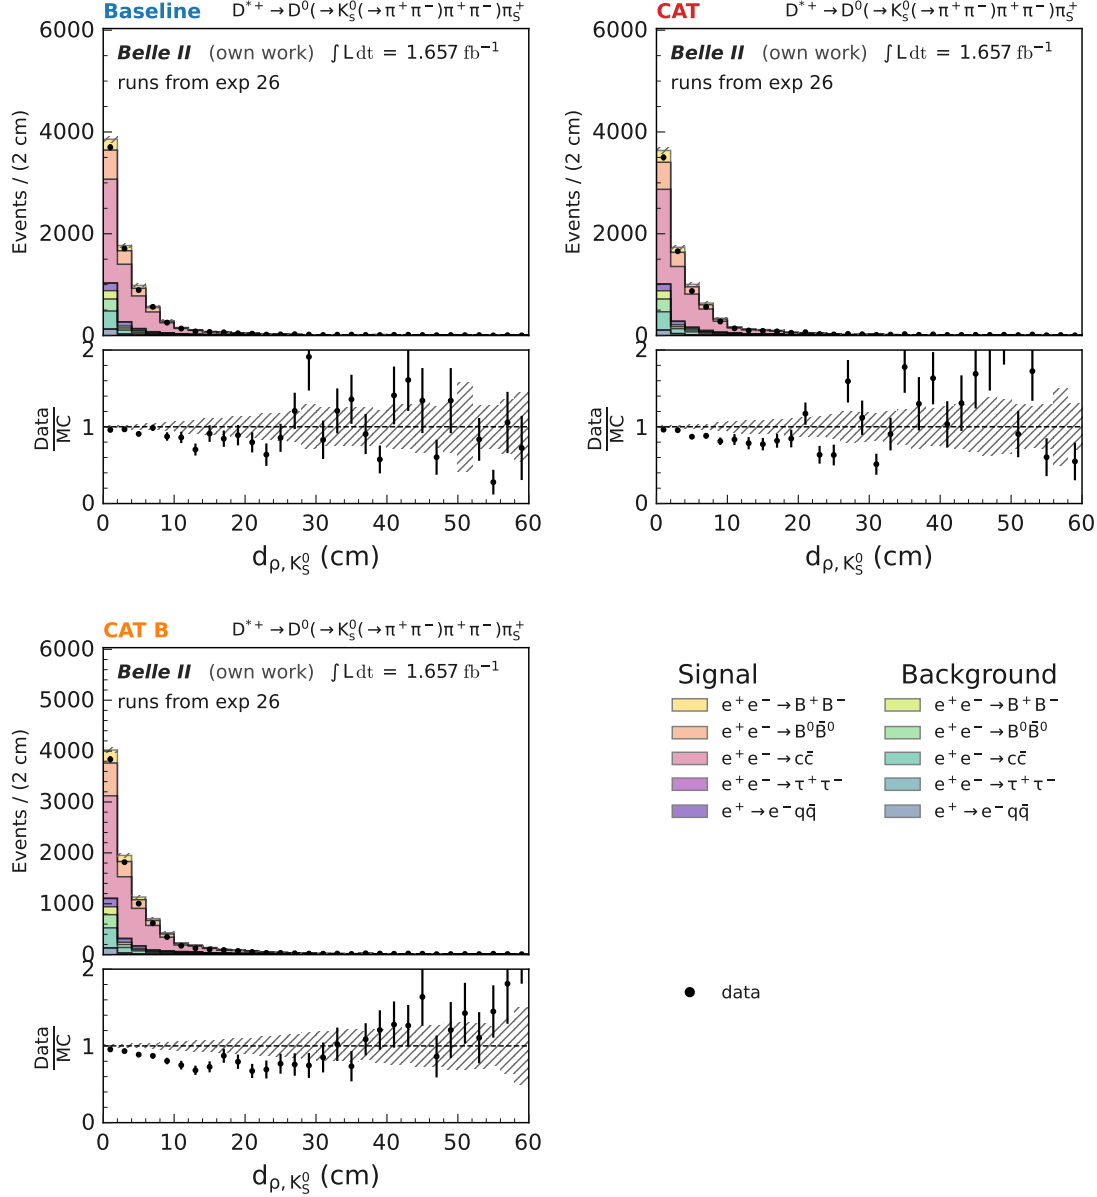 Baseline D*+ → D⁰(→K⁰S(→π⁺π⁻)π⁺π⁻)π⁺S
Belle II (own work) ∫L dt = 1.657 fb⁻¹
runs from exp 26
Events / (2 cm)
6000
4000
2000
0
Data/MC
2
1
0
0 10 20 30 40 50 60
dρ, K⁰S (cm)
CAT D*+ → D⁰(→K⁰S(→π⁺π⁻)π⁺π⁻)π⁺S
Belle II (own work) ∫L dt = 1.657 fb⁻¹
runs from exp 26
Events / (2 cm)
6000
4000
2000
0
Data/MC
2
1
0
0 10 20 30 40 50 60
dρ, K⁰S (cm)
CAT B D*+ → D⁰(→K⁰S(→π⁺π⁻)π⁺π⁻)π⁺S
Belle II (own work) ∫L dt = 1.657 fb⁻¹
runs from exp 26
Events / (2 cm)
6000
5000
4000
3000
2000
1000
0
Data/MC
2
1
0
0 10 20 30 40 50 60
dρ, K⁰S (cm)
Signal
e⁺e⁻ → B⁺B⁻
e⁺e⁻ → B⁰B̄⁰
e⁺e⁻ → cc̄
e⁺e⁻ → τ⁺τ⁻
e⁺ → e⁻qq̄
Background
e⁺e⁻ → B⁺B⁻
e⁺e⁻ → B⁰B̄⁰
e⁺e⁻ → cc̄
e⁺e⁻ → τ⁺τ⁻
e⁺ → e⁻qq̄
data